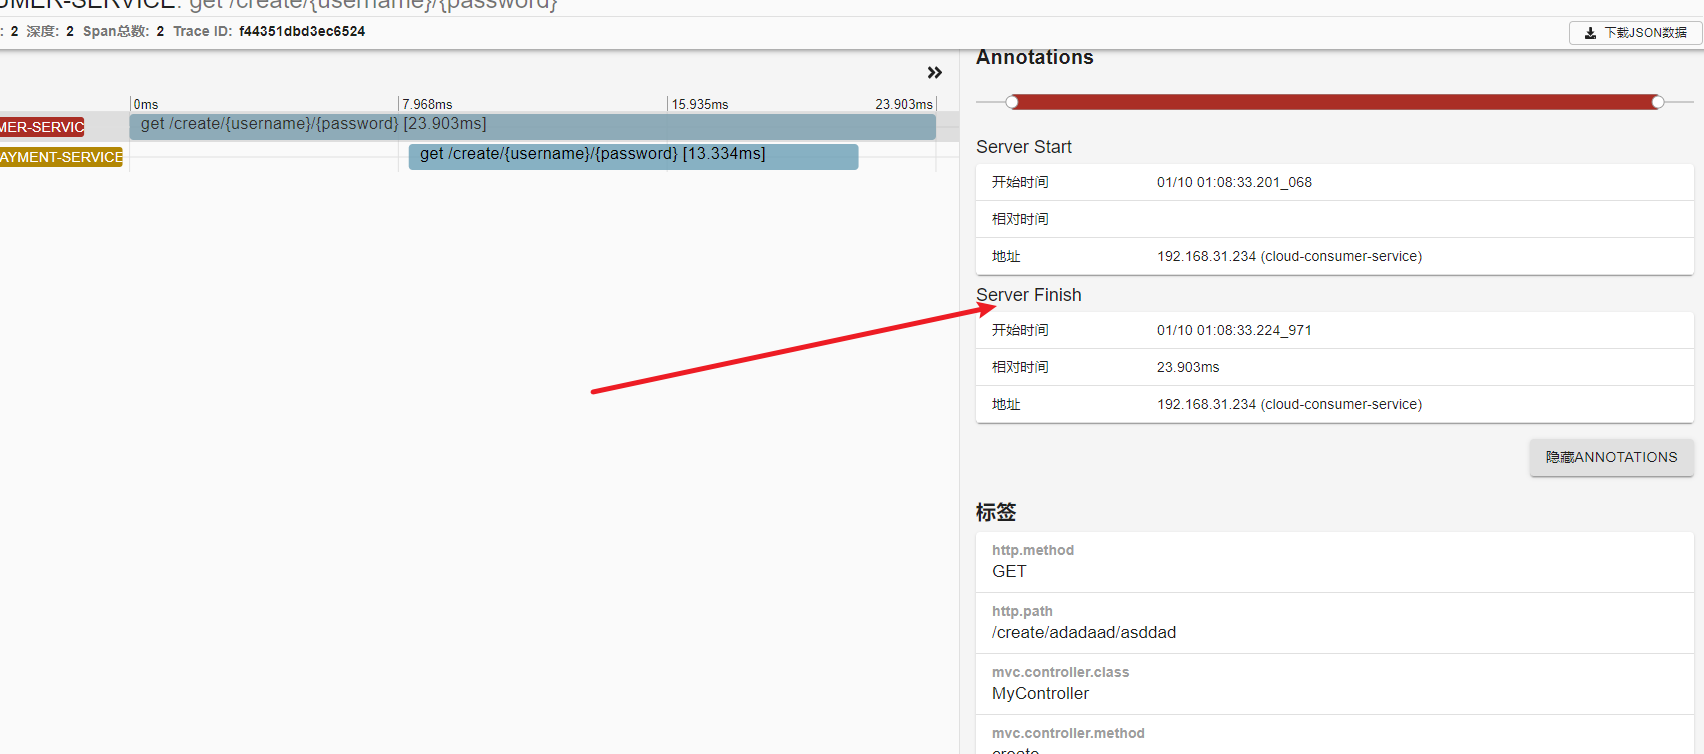 UMER-SERVICE: get /create/{username}/{password}
: 2 深度: 2 Span总数: 2 Trace ID: f44351dbd3ec6524
下载JSON数据
0ms 7.968ms 15.935ms 23.903ms
MER-SERVIC get /create/{username}/{password} [23.903ms]
AYMENT-SERVICE get /create/{username}/{password} [13.334ms]
Annotations
Server Start
开始时间 01/10 01:08:33.201_068
相对时间
地址 192.168.31.234 (cloud-consumer-service)
Server Finish
开始时间 01/10 01:08:33.224_971
相对时间 23.903ms
地址 192.168.31.234 (cloud-consumer-service)
隐藏ANNOTATIONS
标签
http.method
GET
http.path
/create/adadaad/asddad
mvc.controller.class
MyController
mvc.controller.method
create